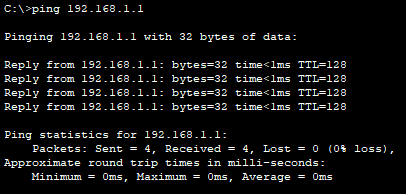 C:\>ping 192.168.1.1
Pinging 192.168.1.1 with 32 bytes of data:
Reply from 192.168.1.1: bytes=32 time<1ms TTL=128
Reply from 192.168.1.1: bytes=32 time<1ms TTL=128
Reply from 192.168.1.1: bytes=32 time<1ms TTL=128
Reply from 192.168.1.1: bytes=32 time<1ms TTL=128
Ping statistics for 192.168.1.1:
    Packets: Sent = 4, Received = 4, Lost = 0 (0% loss),
Approximate round trip times in milli-seconds:
    Minimum = 0ms, Maximum = 0ms, Average = 0ms